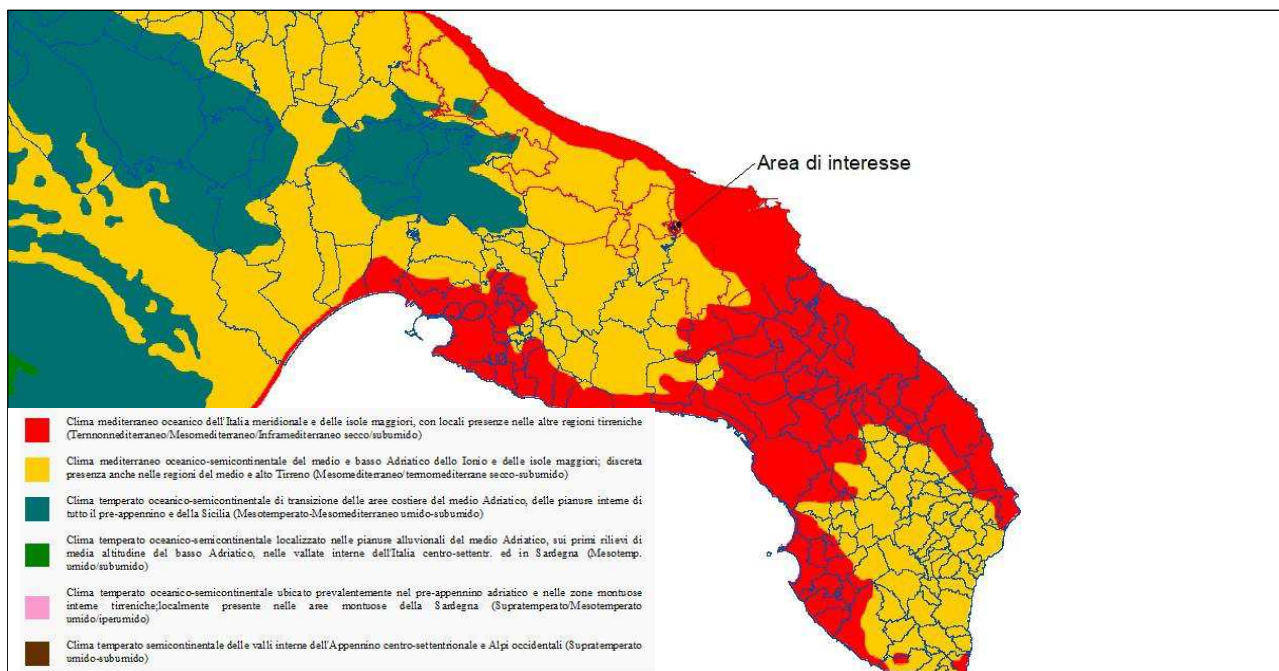 Area di interesse
Clima mediterraneo oceanico dell'Italia meridionale e delle isole maggiori, con locali presenze nelle altre regioni tirreniche
(Ternnonnediterraneo/Mesomediterraneo/Inframediterraneo secco/subumido)
Clima mediterraneo oceanico-semicontinentale del medio e basso Adriatico dello Ionio e delle isole maggiori; discreta
presenza anche nelle regioni del medio e alto Tirreno (Mesomediterraneo/termomediterrane secco-subumido)
Clima temperato oceanico-semicontinentale di transizione delle aree costiere del medio Adriatico, delle pianure interne di
tutto il pre-appennino e della Sicilia (Mesotemperato-Mesomediterraneo umido-subumido)
Clima temperato oceanico-semicontinentale localizzato nelle pianure alluvionali del medio Adriatico, sui primi rilievi di
media altitudine del basso Adriatico, nelle vallate interne dell'Italia centro-settentr. ed in Sardegna (Mesotemp.
umido/subumido)
Clima temperato oceanico-semicontinentale ubicato prevalentemente nel pre-appennino adriatico e nelle zone montuose
interne tirreniche;localmente presente nelle aree montuose della Sardegna (Supratemperato/Mesotemperato
umido/iperumido)
Clima temperato semicontinentale delle valli interne dell'Appennino centro-settentrionale e Alpi occidentali (Supratemperato
umido-subumido)